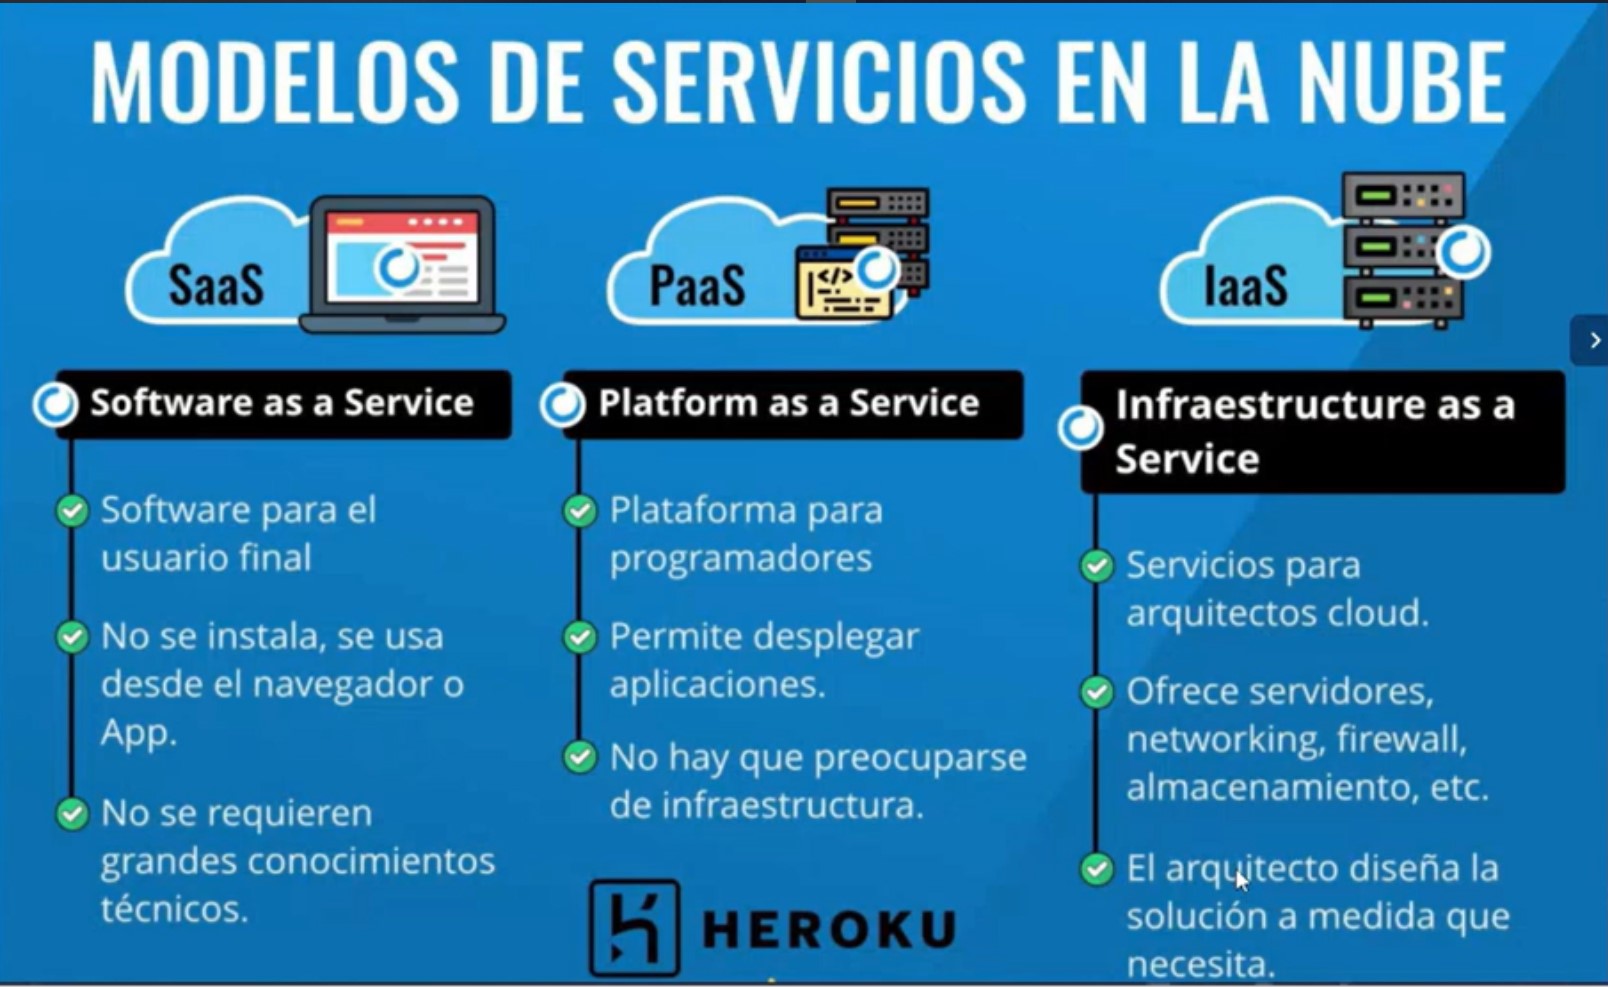 MODELOS DE SERVICIOS EN LA NUBE
SaaS
Software as a Service
Software para el
usuario final
No se instala, se usa
desde el navegador o
App.
No se requieren
grandes conocimientos
técnicos.
PaaS
</>
Platform as a Service
Plataforma para
programadores
Permite desplegar
aplicaciones.
No hay que preocuparse
de infraestructura.
HEROKU
IaaS
Infraestructure as a
Service
Servicios para
arquitectos cloud.
Ofrece servidores,
networking, firewall,
almacenamiento, etc.
El arquitecto diseña la
solución a medida que
necesita.